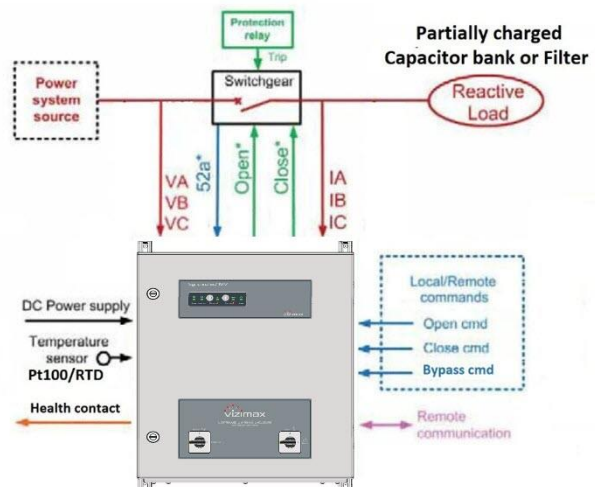 Protection
relay
Trip
Partially charged
Capacitor bank or Filter
Power
system
source
Switchgear
Reactive
Load
VA
VB
VC
52a*
Open*
Close*
IA
IB
IC
Local/Remote
commands
DC Power supply
Open cmd
Temperature
sensor
Pt100/RTD
Close cmd
Bypass cmd
Health contact
vizimax
Remote
communication